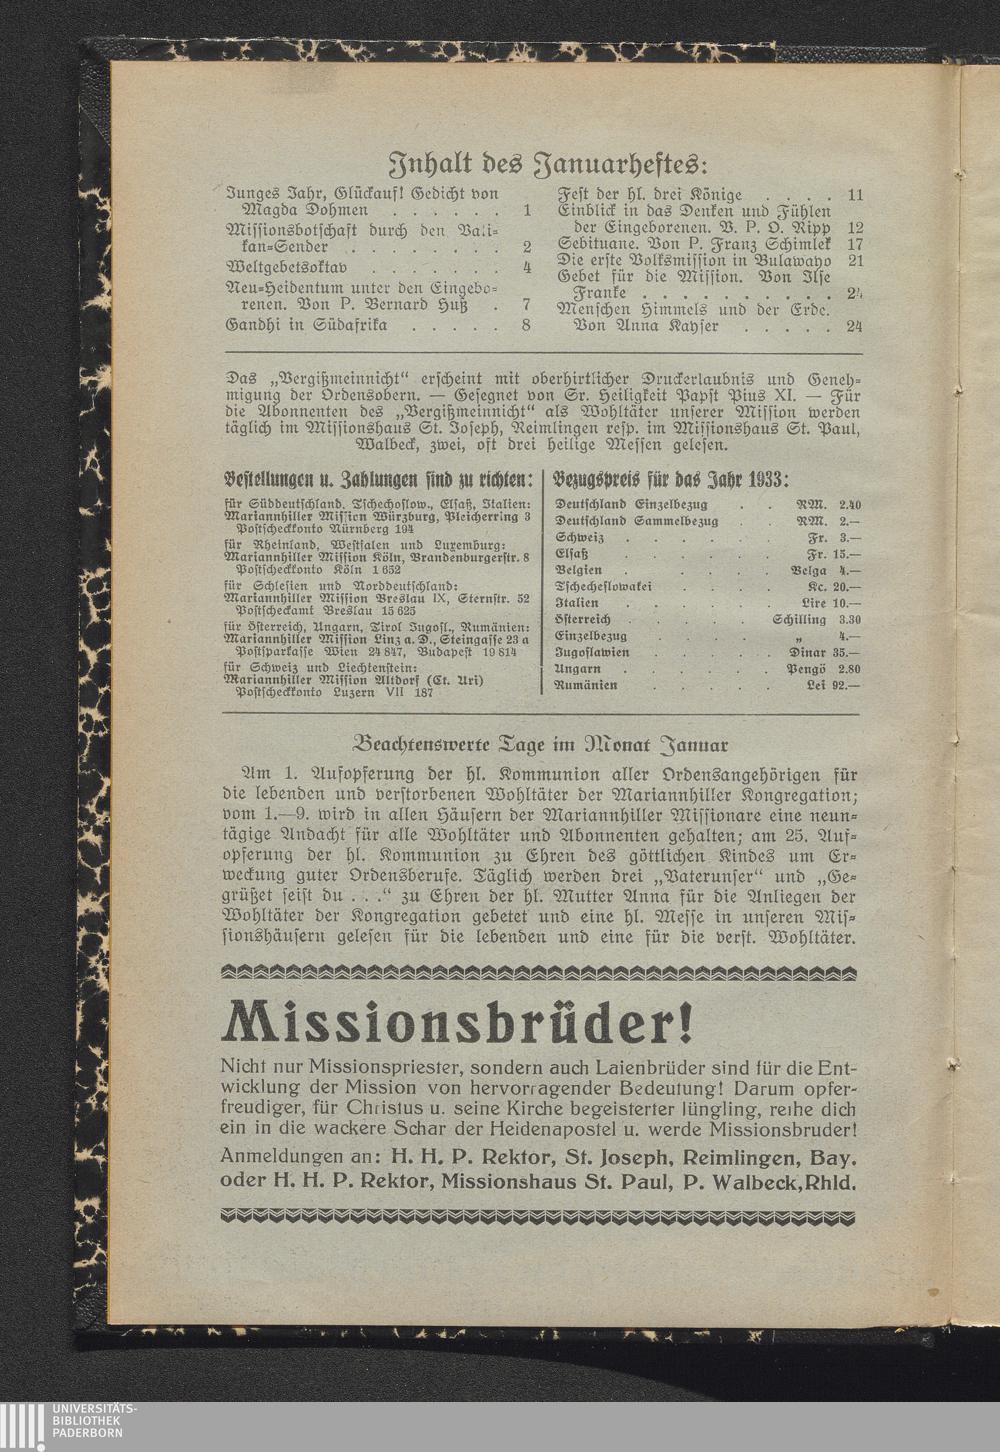 Inhalt des Januarheftes:
Junges Jahr, Glückauf! Gedicht von
Magda Dohmen . . . . . . 1
Missionsbotschaft durch den Vati-
kan-Sender . . . . . . . . 2
Weltgebetsoktav . . . . . . . 4
Neu-Heidentum unter den Eingebo-
renen. Von P. Bernard Huß . 7
Gandhi in Südafrika . . . . . 8
Fest der hl. drei Könige . . . . 11
Einblick in das Denken und Fühlen
der Eingeborenen. V. P. O. Ripp 12
Sebituane. Von P. Franz Schimlek 17
Die erste Volksmission in Bulawayo 21
Gebet für die Mission. Von Ilse
Franke . . . . . . . . . .
Menschen Himmels und der Erde.
Von Anna Kayser . . . . . 24
Das „Vergißmeinnicht“ erscheint mit oberhirtlicher Druckerlaubnis und Geneh-
migung der Ordensobern. — Gesegnet von Sr. Heiligkeit Papst Pius XI. — Für
die Abonnenten des „Vergißmeinnicht“ als Wohltäter unserer Mission werden
täglich im Missionshaus St. Joseph, Reimlingen resp. im Missionshaus St. Paul,
Walbeck, zwei, oft drei heilige Messen gelesen.
Bestellungen u. Zahlungen sind zu richten:
für Süddeutschland, Tschechoslow., Elsaß, Italien:
Mariannhiller Mission Würzburg, Pleicherring 3
Postscheckkonto Nürnberg 194
für Rheinland, Westfalen und Luxemburg:
Mariannhiller Mission Köln, Brandenburgerstr. 8
Postscheckkonto Köln 1 652
für Schlesien und Norddeutschland:
Mariannhiller Mission Breslau IX, Sternstr. 52
Postscheckamt Breslau 15 625
für Österreich, Ungarn, Tirol Jugosl., Rumänien:
Mariannhiller Mission Linz a. D., Steingasse 23 a
Postsparkasse Wien 24 847, Budapest 19 814
für Schweiz und Liechtenstein:
Mariannhiller Mission Altdorf (Ct. Uri)
Postscheckkonto Luzern VII 187
Bezugspreis für das Jahr 1933:
Deutschland Einzelbezug . . RM. 2.40
Deutschland Sammelbezug RM. 2.—
Schweiz . . . . . . . Fr. 3.—
Elsaß . . . . . . . Fr. 15.—
Belgien . . . . . . Belga 4.—
Tschecheslowakei . . . . Kc. 20.—
Italien . . . . . . Lire 10.—
Österreich . . . . . Schilling 3.30
Einzelbezug . . . . „ 4.—
Jugoslawien . . . . . Dinar 35.—
Ungarn . . . . . . Pengö 2.80
Rumänien . . . . . Lei 92.—
Beachtenswerte Tage im Monat Januar
Am 1. Aufopferung der hl. Kommunion aller Ordensangehörigen für
die lebenden und verstorbenen Wohltäter der Mariannhiller Kongregation;
vom 1.—9. wird in allen Häusern der Mariannhiller Missionare eine neun-
tägige Andacht für alle Wohltäter und Abonnenten gehalten; am 25. Auf-
opferung der hl. Kommunion zu Ehren des göttlichen Kindes um Er-
weckung guter Ordensberufe. Täglich werden drei „Vaterunser“ und „Ge-
grüßet seist du . . .“ zu Ehren der hl. Mutter Anna für die Anliegen der
Wohltäter der Kongregation gebetet und eine hl. Messe in unseren Mis-
sionshäusern gelesen für die lebenden und eine für die verst. Wohltäter.
Missionsbrüder!
Nicht nur Missionspriester, sondern auch Laienbrüder sind für die Ent-
wicklung der Mission von hervorragender Bedeutung! Darum opfer-
freudiger, für Christus u. seine Kirche begeisterter Jüngling, reihe dich
ein in die wackere Schar der Heidenapostel u. werde Missionsbruder!
Anmeldungen an: H. H. P. Rektor, St. Joseph, Reimlingen, Bay.
oder H. H. P. Rektor, Missionshaus St. Paul, P. Walbeck, Rhld.
UNIVERSITÄTS-
BIBLIOTHEK
PADERBORN